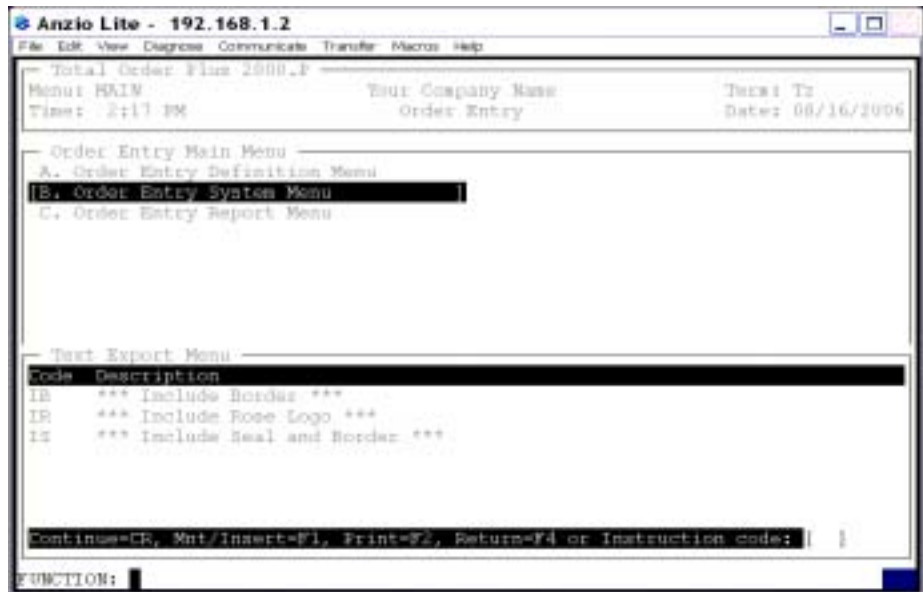 Anzio Lite - 192.168.1.2
File Edit View Diagnose Communicate Transfer Macros Help
Total Order Plus 2000.P
Menu: MAIN Your Company Name Term: Tz
Time: 2:17 PM Order Entry Date: 08/16/2006
Order Entry Main Menu
A. Order Entry Definition Menu
[B. Order Entry System Menu ]
C. Order Entry Report Menu
Text Export Menu
Code Description
IB *** Include Border ***
IR *** Include Rose Logo ***
IS *** Include Seal and Border ***
Continue=CR, Mnt/Insert=F1, Print=F2, Return=F4 or Instruction code: [ ]
FUNCTION: